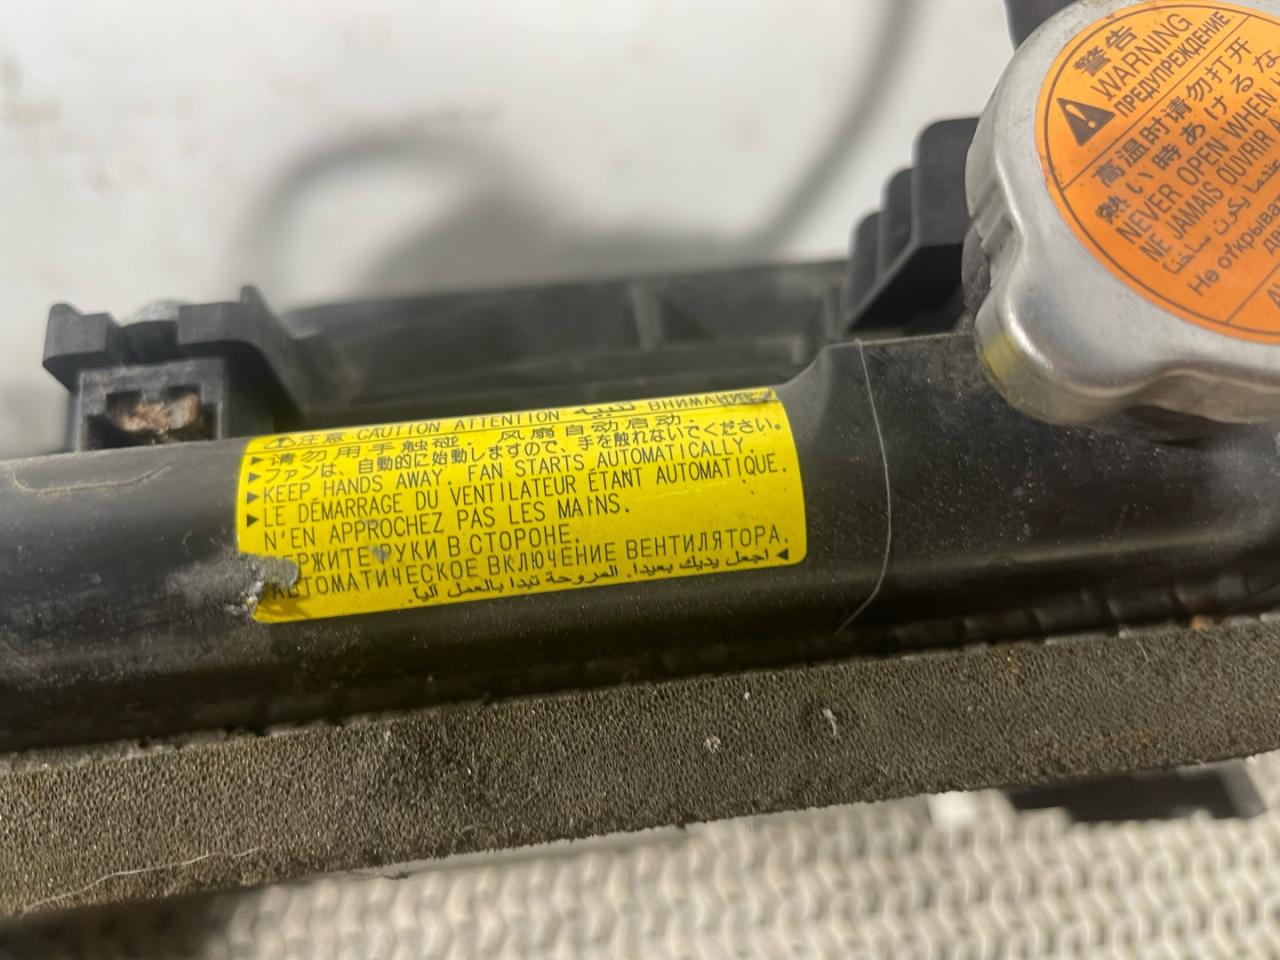 注意 CAUTION ATTENTION تنبيه ВНИМАНИЕ
请勿用手触碰. 风扇自动启动.
ファンは、自動的に始動しますので、手を触れないでください。
KEEP HANDS AWAY FAN STARTS AUTOMATICALLY.
LE DÉMARRAGE DU VENTILATEUR ÉTANT AUTOMATIQUE.
N'EN APPROCHEZ PAS LES MAINS.
ЕРЖИТЕ РУКИ В СТОРОНЕ.
АВТОМАТИЧЕСКОЕ ВКЛЮЧЕНИЕ ВЕНТИЛЯТОРА.
اجعل يديك بعيدا. المروحة تبدا بالعمل آليا.
警告
WARNING
ПРЕДУПРЕЖДЕНИЕ
高温时请勿打开
熱い時あけるな
NEVER OPEN WHEN
NE JAMAIS OUVRIR A
عندما يكون ساخنا
Не открыват